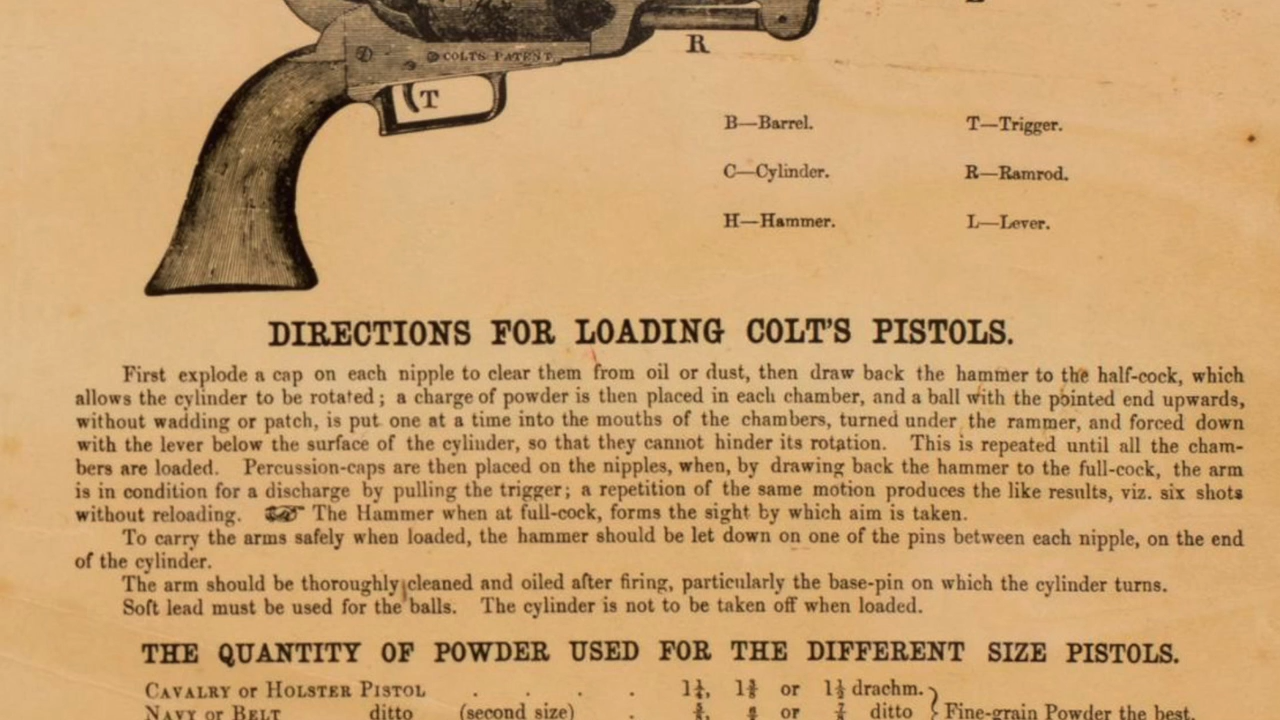 R
COLTS PATENT
T
B—Barrel. T—Trigger.
C—Cylinder. R—Ramrod.
H—Hammer. L—Lever.
DIRECTIONS FOR LOADING COLT'S PISTOLS.
First explode a cap on each nipple to clear them from oil or dust, then draw back the hammer to the half-cock, which
allows the cylinder to be rotated; a charge of powder is then placed in each chamber, and a ball with the pointed end upwards,
without wadding or patch, is put one at a time into the mouths of the chambers, turned under the rammer, and forced down
with the lever below the surface of the cylinder, so that they cannot hinder its rotation. This is repeated until all the cham-
bers are loaded. Percussion-caps are then placed on the nipples, when, by drawing back the hammer to the full-cock, the arm
is in condition for a discharge by pulling the trigger; a repetition of the same motion produces the like results, viz. six shots
without reloading. ☞ The Hammer when at full-cock, forms the sight by which aim is taken.
To carry the arms safely when loaded, the hammer should be let down on one of the pins between each nipple, on the end
of the cylinder.
The arm should be thoroughly cleaned and oiled after firing, particularly the base-pin on which the cylinder turns.
Soft lead must be used for the balls. The cylinder is not to be taken off when loaded.
THE QUANTITY OF POWDER USED FOR THE DIFFERENT SIZE PISTOLS.
CAVALRY or HOLSTER PISTOL . . . . 1¼, 1⅜ or 1½ drachm.
NAVY or BELT ditto (second size) . or ditto Fine-grain Powder the best.